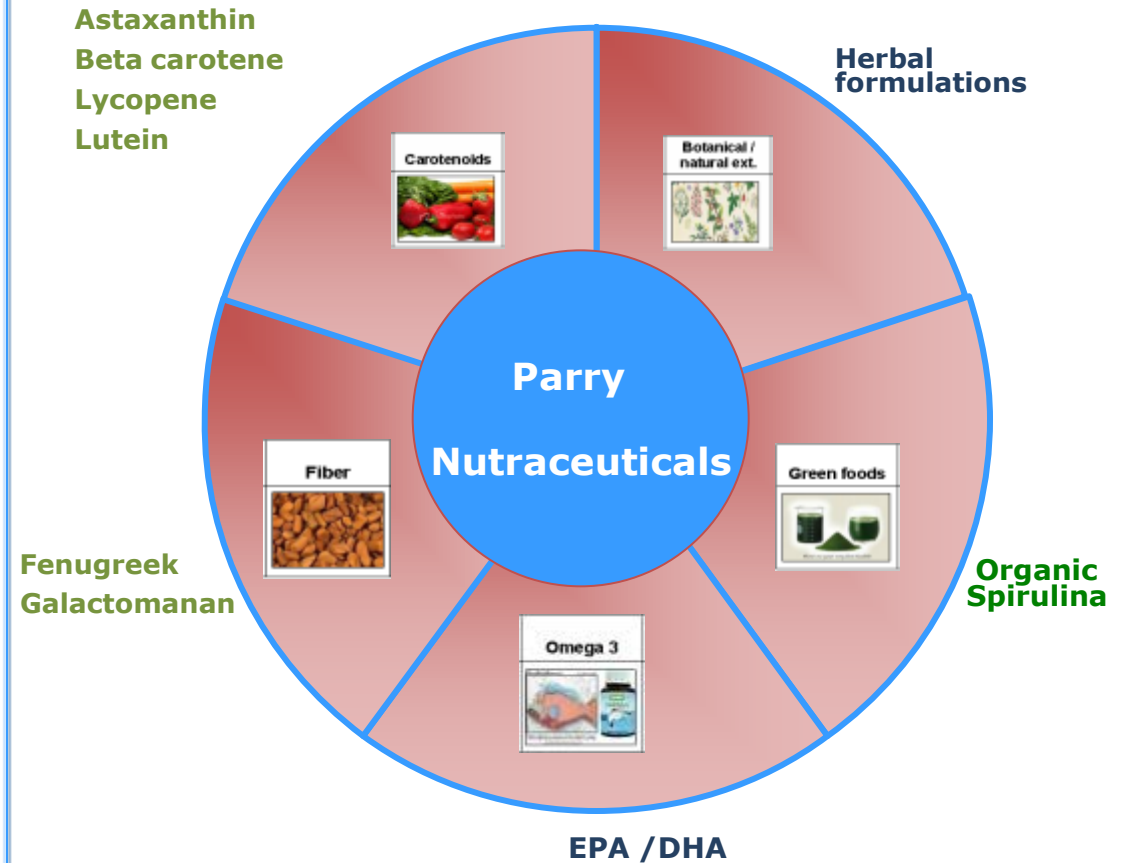 Astaxanthin
Beta carotene
Lycopene
Lutein
Herbal
formulations
Carotenoids
Botanical /
natural ext.
Parry
Nutraceuticals
Fiber
Green foods
Fenugreek
Galactomanan
Organic
Spirulina
Omega 3
EPA /DHA